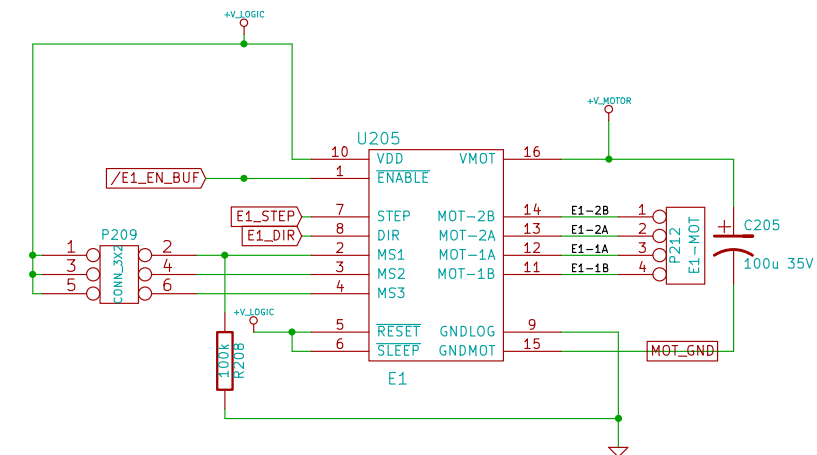 +V_LOGIC
+V_MOTOR
U205
10 VDD VMOT 16
/E1_EN_BUF 1 ENABLE
E1_STEP 7 STEP MOT-2B 14 E1-2B 1
E1_DIR 8 DIR MOT-2A 13 E1-2A 2
P209
1 2 2 MS1 MOT-1A 12 E1-1A 3
3 4 3 MS2 MOT-1B 11 E1-1B 4
5 6 4 MS3
CONN_3X2
P212
E1-MOT
C205
100u 35V
+V_LOGIC
5 RESET GNDLOG 9
6 SLEEP GNDMOT 15 MOT_GND
100k
R208
E1